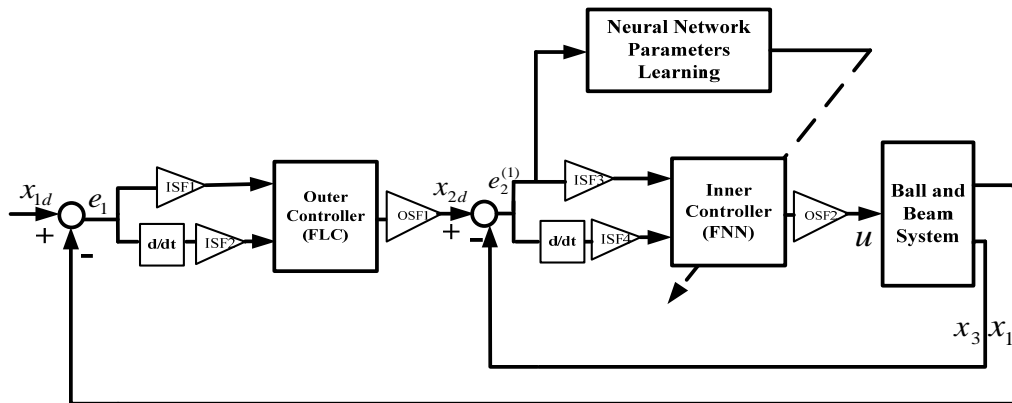 Neural Network
Parameters
Learning
x1d
+
-
e1
ISF1
d/dt
ISF2
Outer
Controller
(FLC)
OSF1
x2d
+
-
e2(1)
ISF3
d/dt
ISF4
Inner
Controller
(FNN)
OSF2
u
Ball and
Beam
System
x3
x1